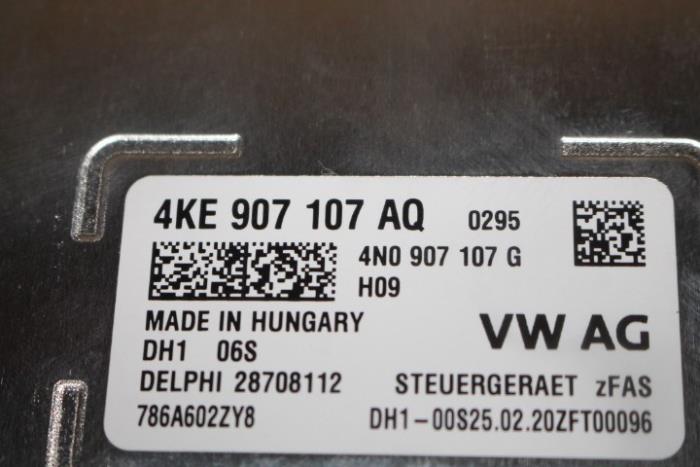 4KE 907 107 AQ 0295
4N0 907 107 G
H09
MADE IN HUNGARY
VW AG
DH1 06S
DELPHI 28708112 STEUERGERAET zFAS
786A602ZY8 DH1-00S25.02.20ZFT00096